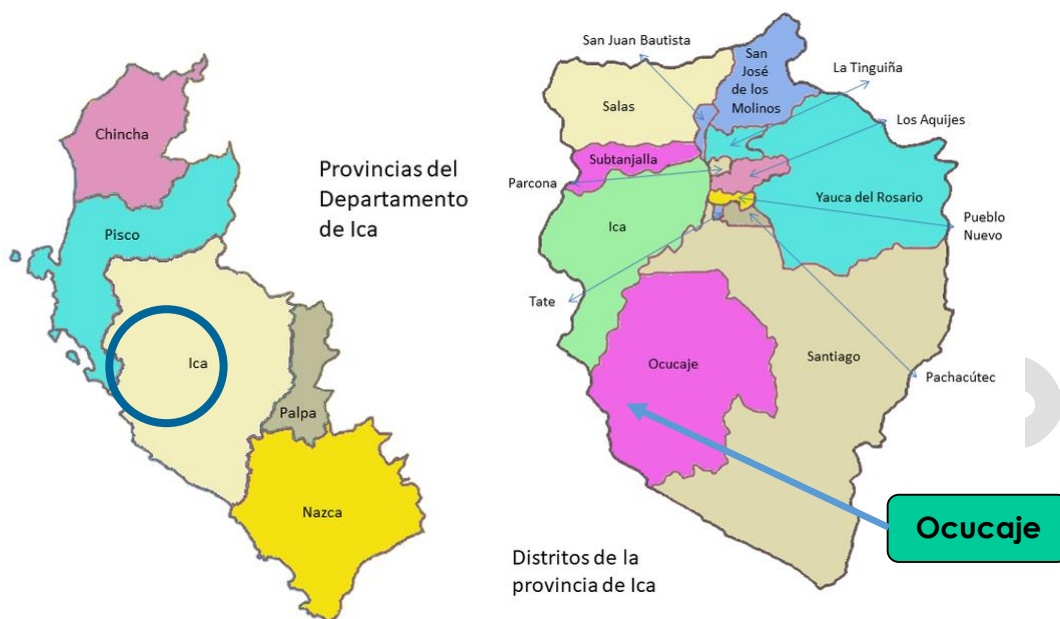 Chincha
Pisco
Ica
Palpa
Nazca
Provincias del
Departamento
de Ica
San Juan Bautista
San
José
de los
Molinos
La Tinguiña
Salas
Los Aquijes
Subtanjalla
Parcona
Yauca del Rosario
Ica
Pueblo
Nuevo
Tate
Ocucaje
Santiago
Pachacútec
Ocucaje
Distritos de la
provincia de Ica